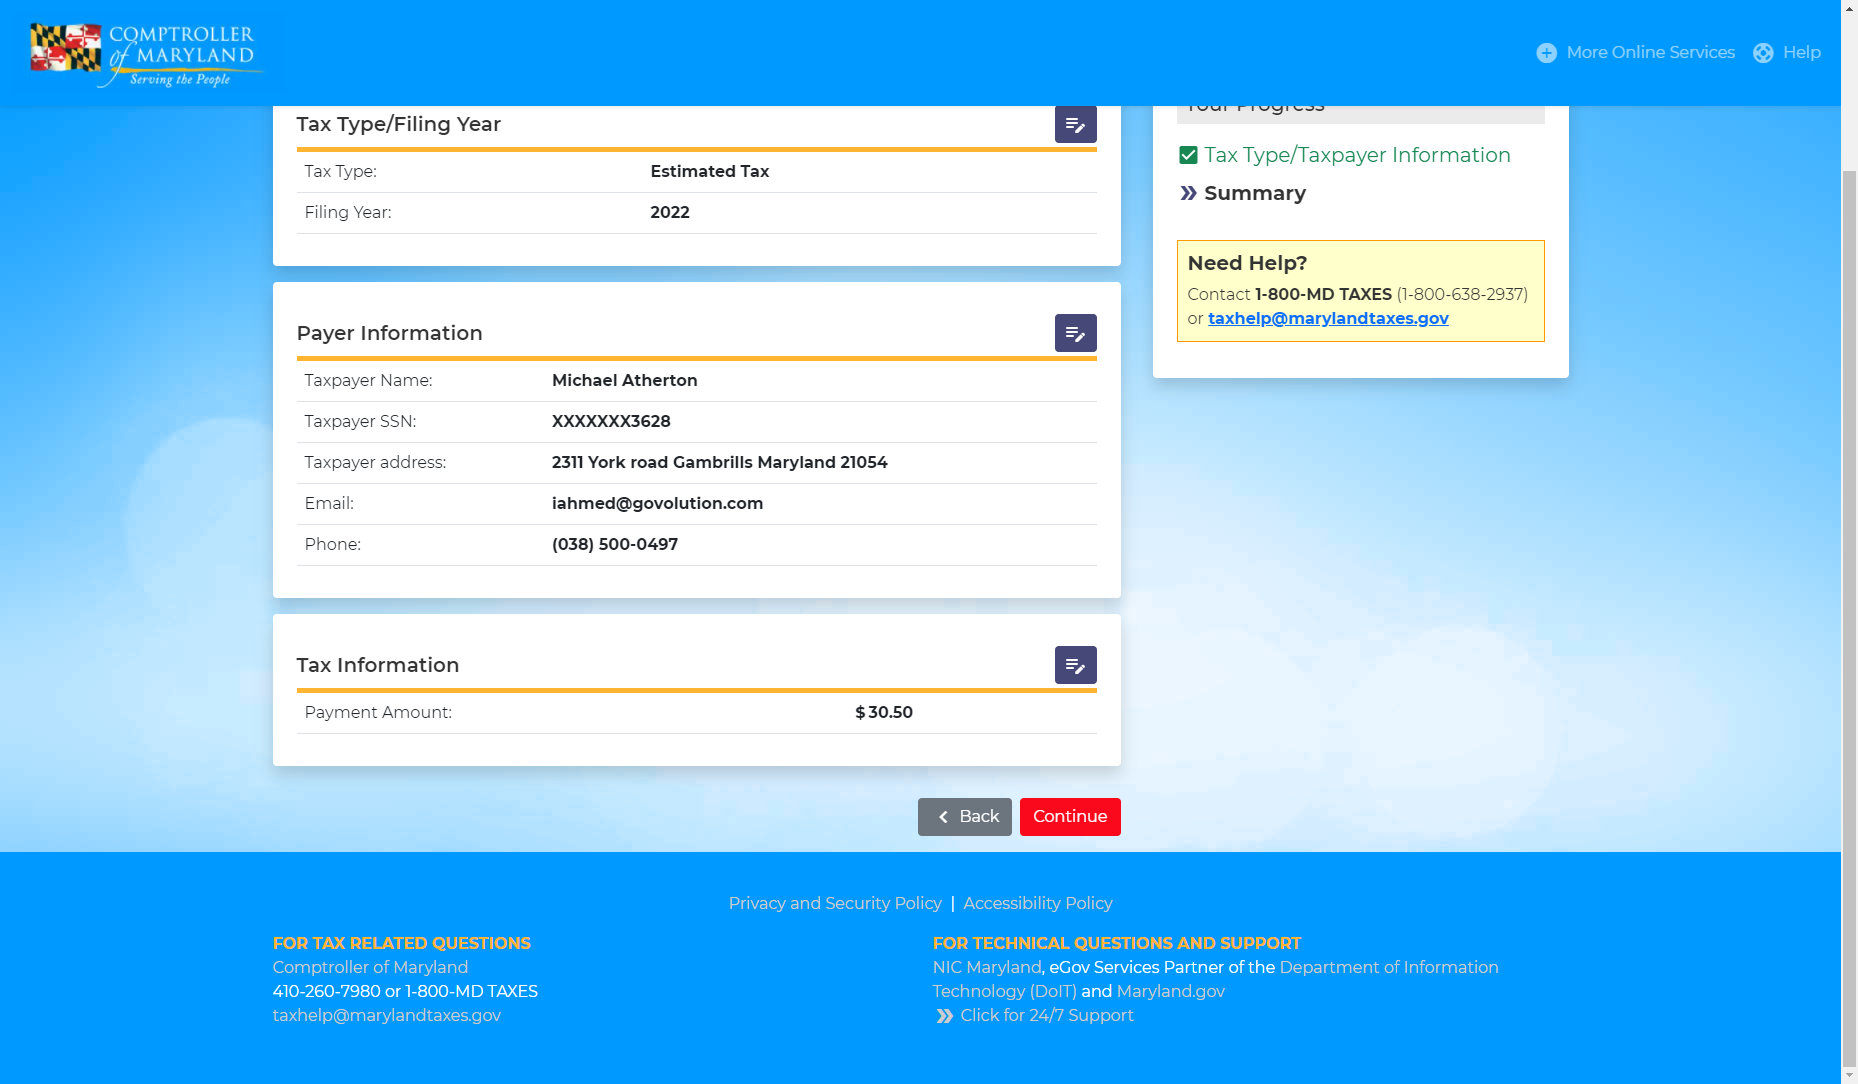 COMPTROLLER
of MARYLAND
Serving the People
More Online Services
Help
Tax Type/Filing Year
Tax Type: Estimated Tax
Filing Year: 2022
Payer Information
Taxpayer Name: Michael Atherton
Taxpayer SSN: XXXXXXX3628
Taxpayer address: 2311 York road Gambrills Maryland 21054
Email: iahmed@govolution.com
Phone: (038) 500-0497
Tax Information
Payment Amount: $ 30.50
Back
Continue
Your Progress
Tax Type/Taxpayer Information
Summary
Need Help?
Contact 1-800-MD TAXES (1-800-638-2937)
or taxhelp@marylandtaxes.gov
Privacy and Security Policy | Accessibility Policy
FOR TAX RELATED QUESTIONS
Comptroller of Maryland
410-260-7980 or 1-800-MD TAXES
taxhelp@marylandtaxes.gov
FOR TECHNICAL QUESTIONS AND SUPPORT
NIC Maryland, eGov Services Partner of the Department of Information
Technology (DoIT) and Maryland.gov
Click for 24/7 Support